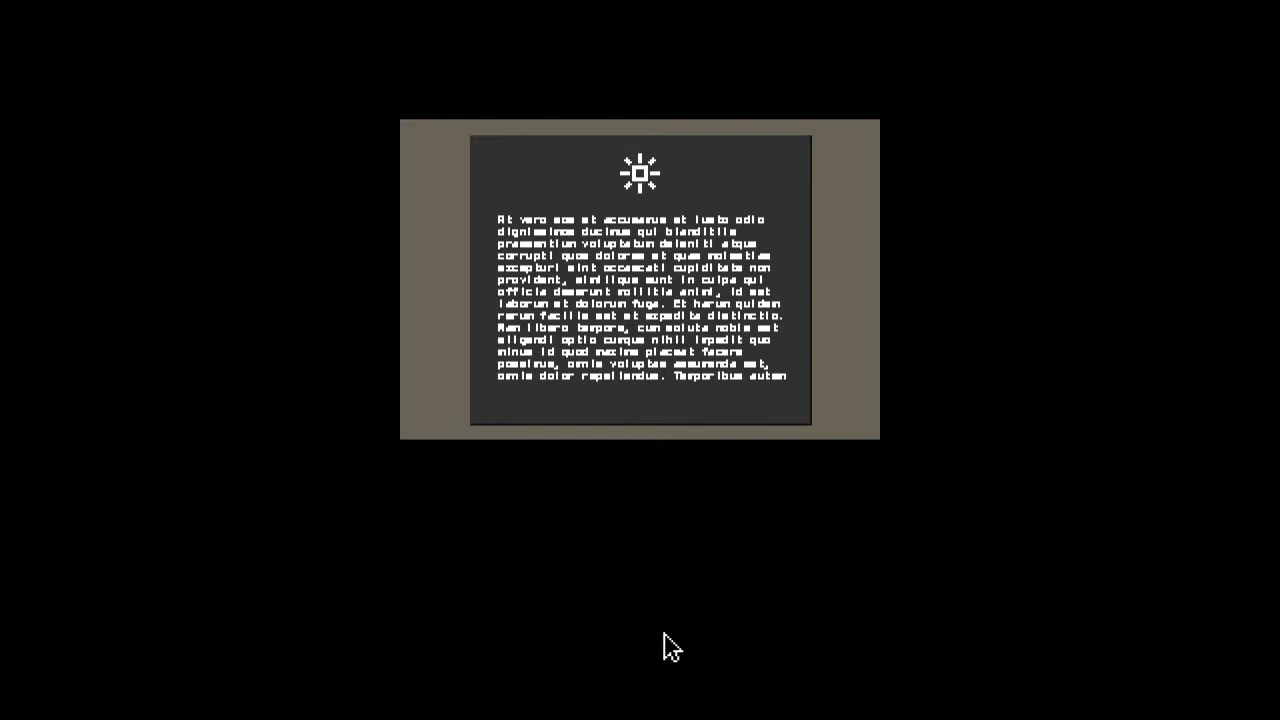 At vero eos et accusamus et iusto odio
dignissimos ducimus qui blanditiis
praesentium voluptatum deleniti atque
corrupti quos dolores et quas molestias
excepturi sint occaecati cupiditate non
provident, similique sunt in culpa qui
officia deserunt mollitia animi, id est
laborum et dolorum fuga. Et harum quidem
rerum facilis est et expedita distinctio.
Nam libero tempore, cum soluta nobis est
eligendi optio cumque nihil impedit quo
minus id quod maxime placeat facere
possimus, omnis voluptas assumenda est,
omnis dolor repellendus. Temporibus autem